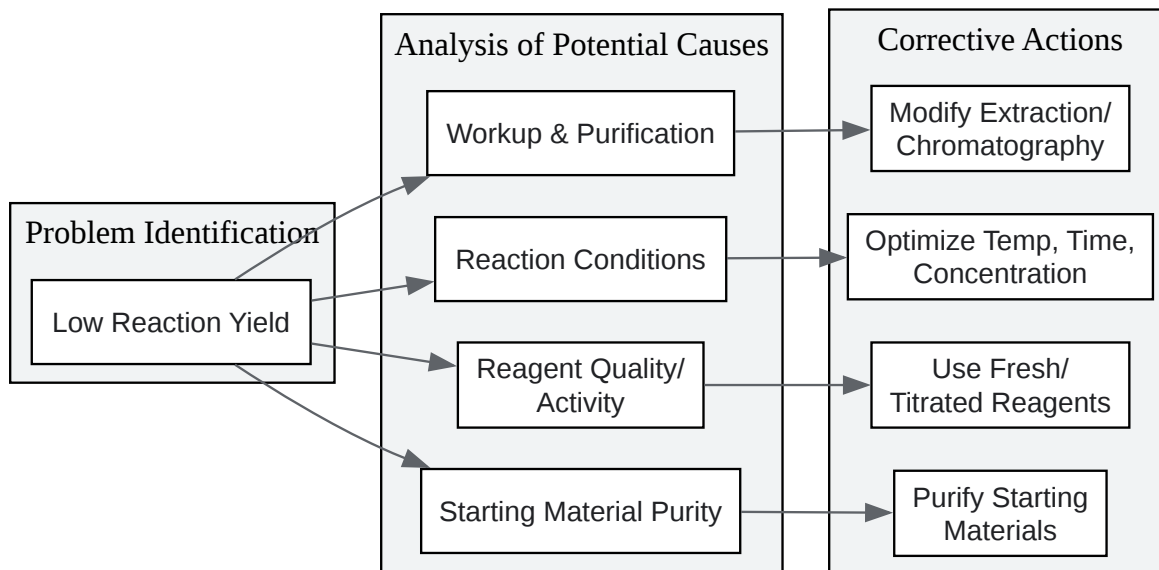 Problem Identification
Low Reaction Yield
Analysis of Potential Causes
Workup & Purification
Reaction Conditions
Reagent Quality/
Activity
Starting Material Purity
Corrective Actions
Modify Extraction/
Chromatography
Optimize Temp, Time,
Concentration
Use Fresh/
Titrated Reagents
Purify Starting
Materials